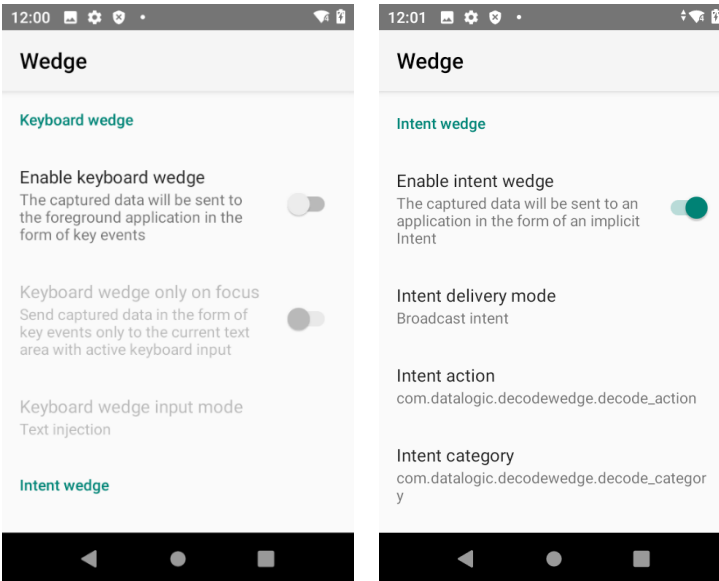 12:00
Wedge
Keyboard wedge
Enable keyboard wedge
The captured data will be sent to
the foreground application in the
form of key events
Keyboard wedge only on focus
Send captured data in the form of
key events only to the current text
area with active keyboard input
Keyboard wedge input mode
Text injection
Intent wedge
12:01
Wedge
Intent wedge
Enable intent wedge
The captured data will be sent to an
application in the form of an implicit
Intent
Intent delivery mode
Broadcast intent
Intent action
com.datalogic.decodewedge.decode_action
Intent category
com.datalogic.decodewedge.decode_categor
y